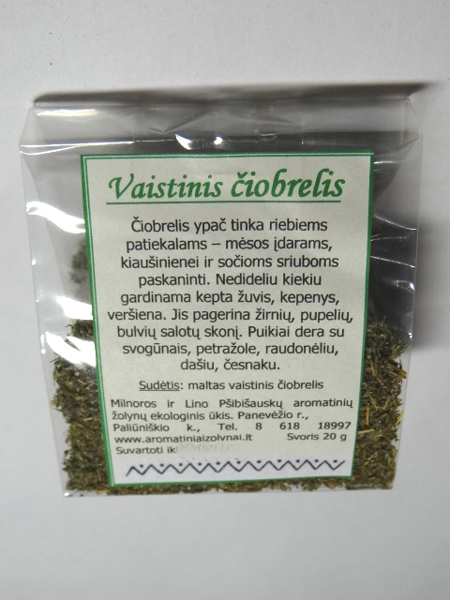 Vaistinis čiobrelis
Čiobrelis ypač tinka riebiems
patiekalams – mėsos įdarams,
kiaušinienei ir sočioms sriuboms
paskaninti. Nedideliu kiekiu
gardinama kepta žuvis, kepenys,
veršiena. Jis pagerina žirnių, pupelių,
bulvių salotų skonį. Puikiai dera su
svogūnais, petražole, raudonėliu,
dašiu, česnaku.
Sudėtis: maltas vaistinis čiobrelis
Milnoros ir Lino Pšibišauskų aromatinių
žolynų ekologinis ūkis. Panevėžio r.,
Paliūniškio k., Tel. 8 618 18997
www.aromatiniaizolynai.lt Svoris 20 g
Suvartoti iki